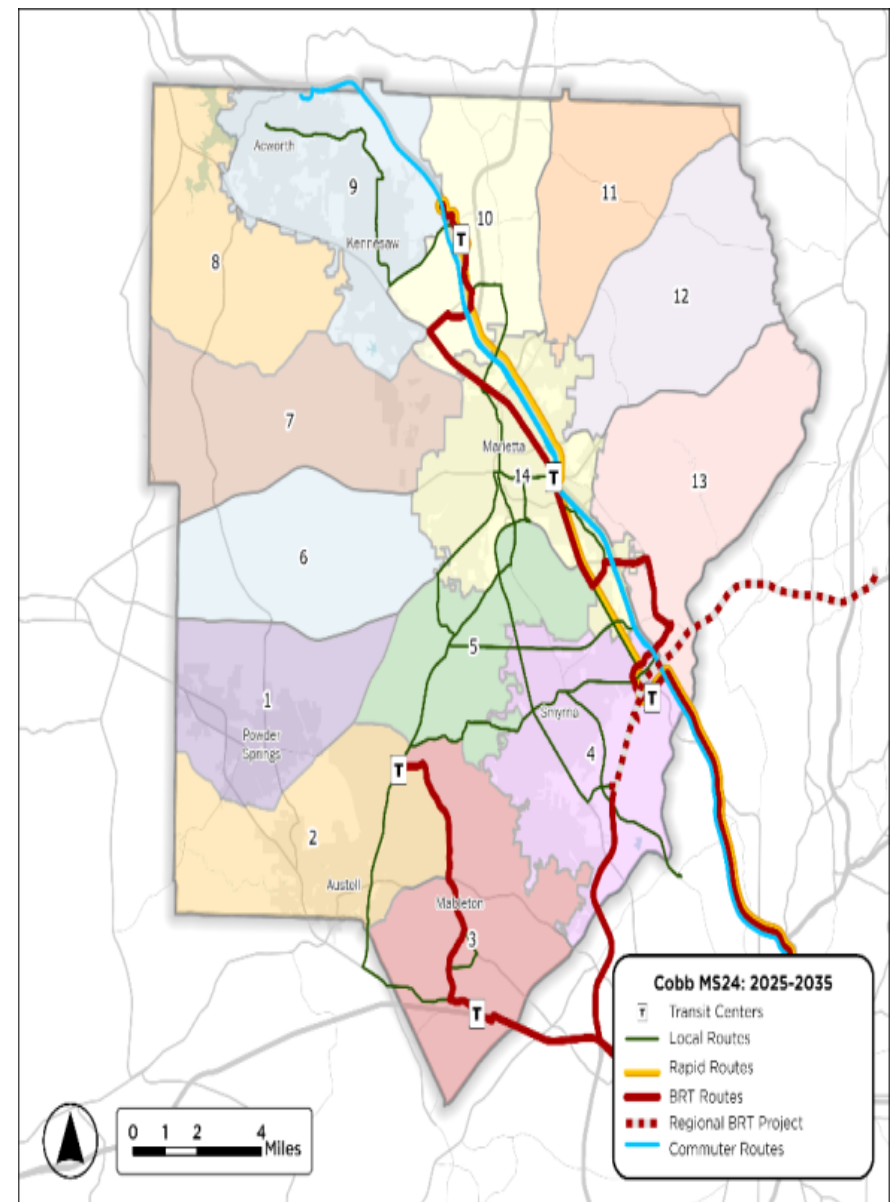 Acworth
9
11
10
Kennesaw
T
8
12
7
Marietta
14
T
13
6
5
1
Powder
Springs
T
Smyrna
4
T
2
Austell
Mableton
3
T
Cobb MS24: 2025-2035
T Transit Centers
Local Routes
Rapid Routes
BRT Routes
Regional BRT Project
Commuter Routes
0 1 2 4
Miles